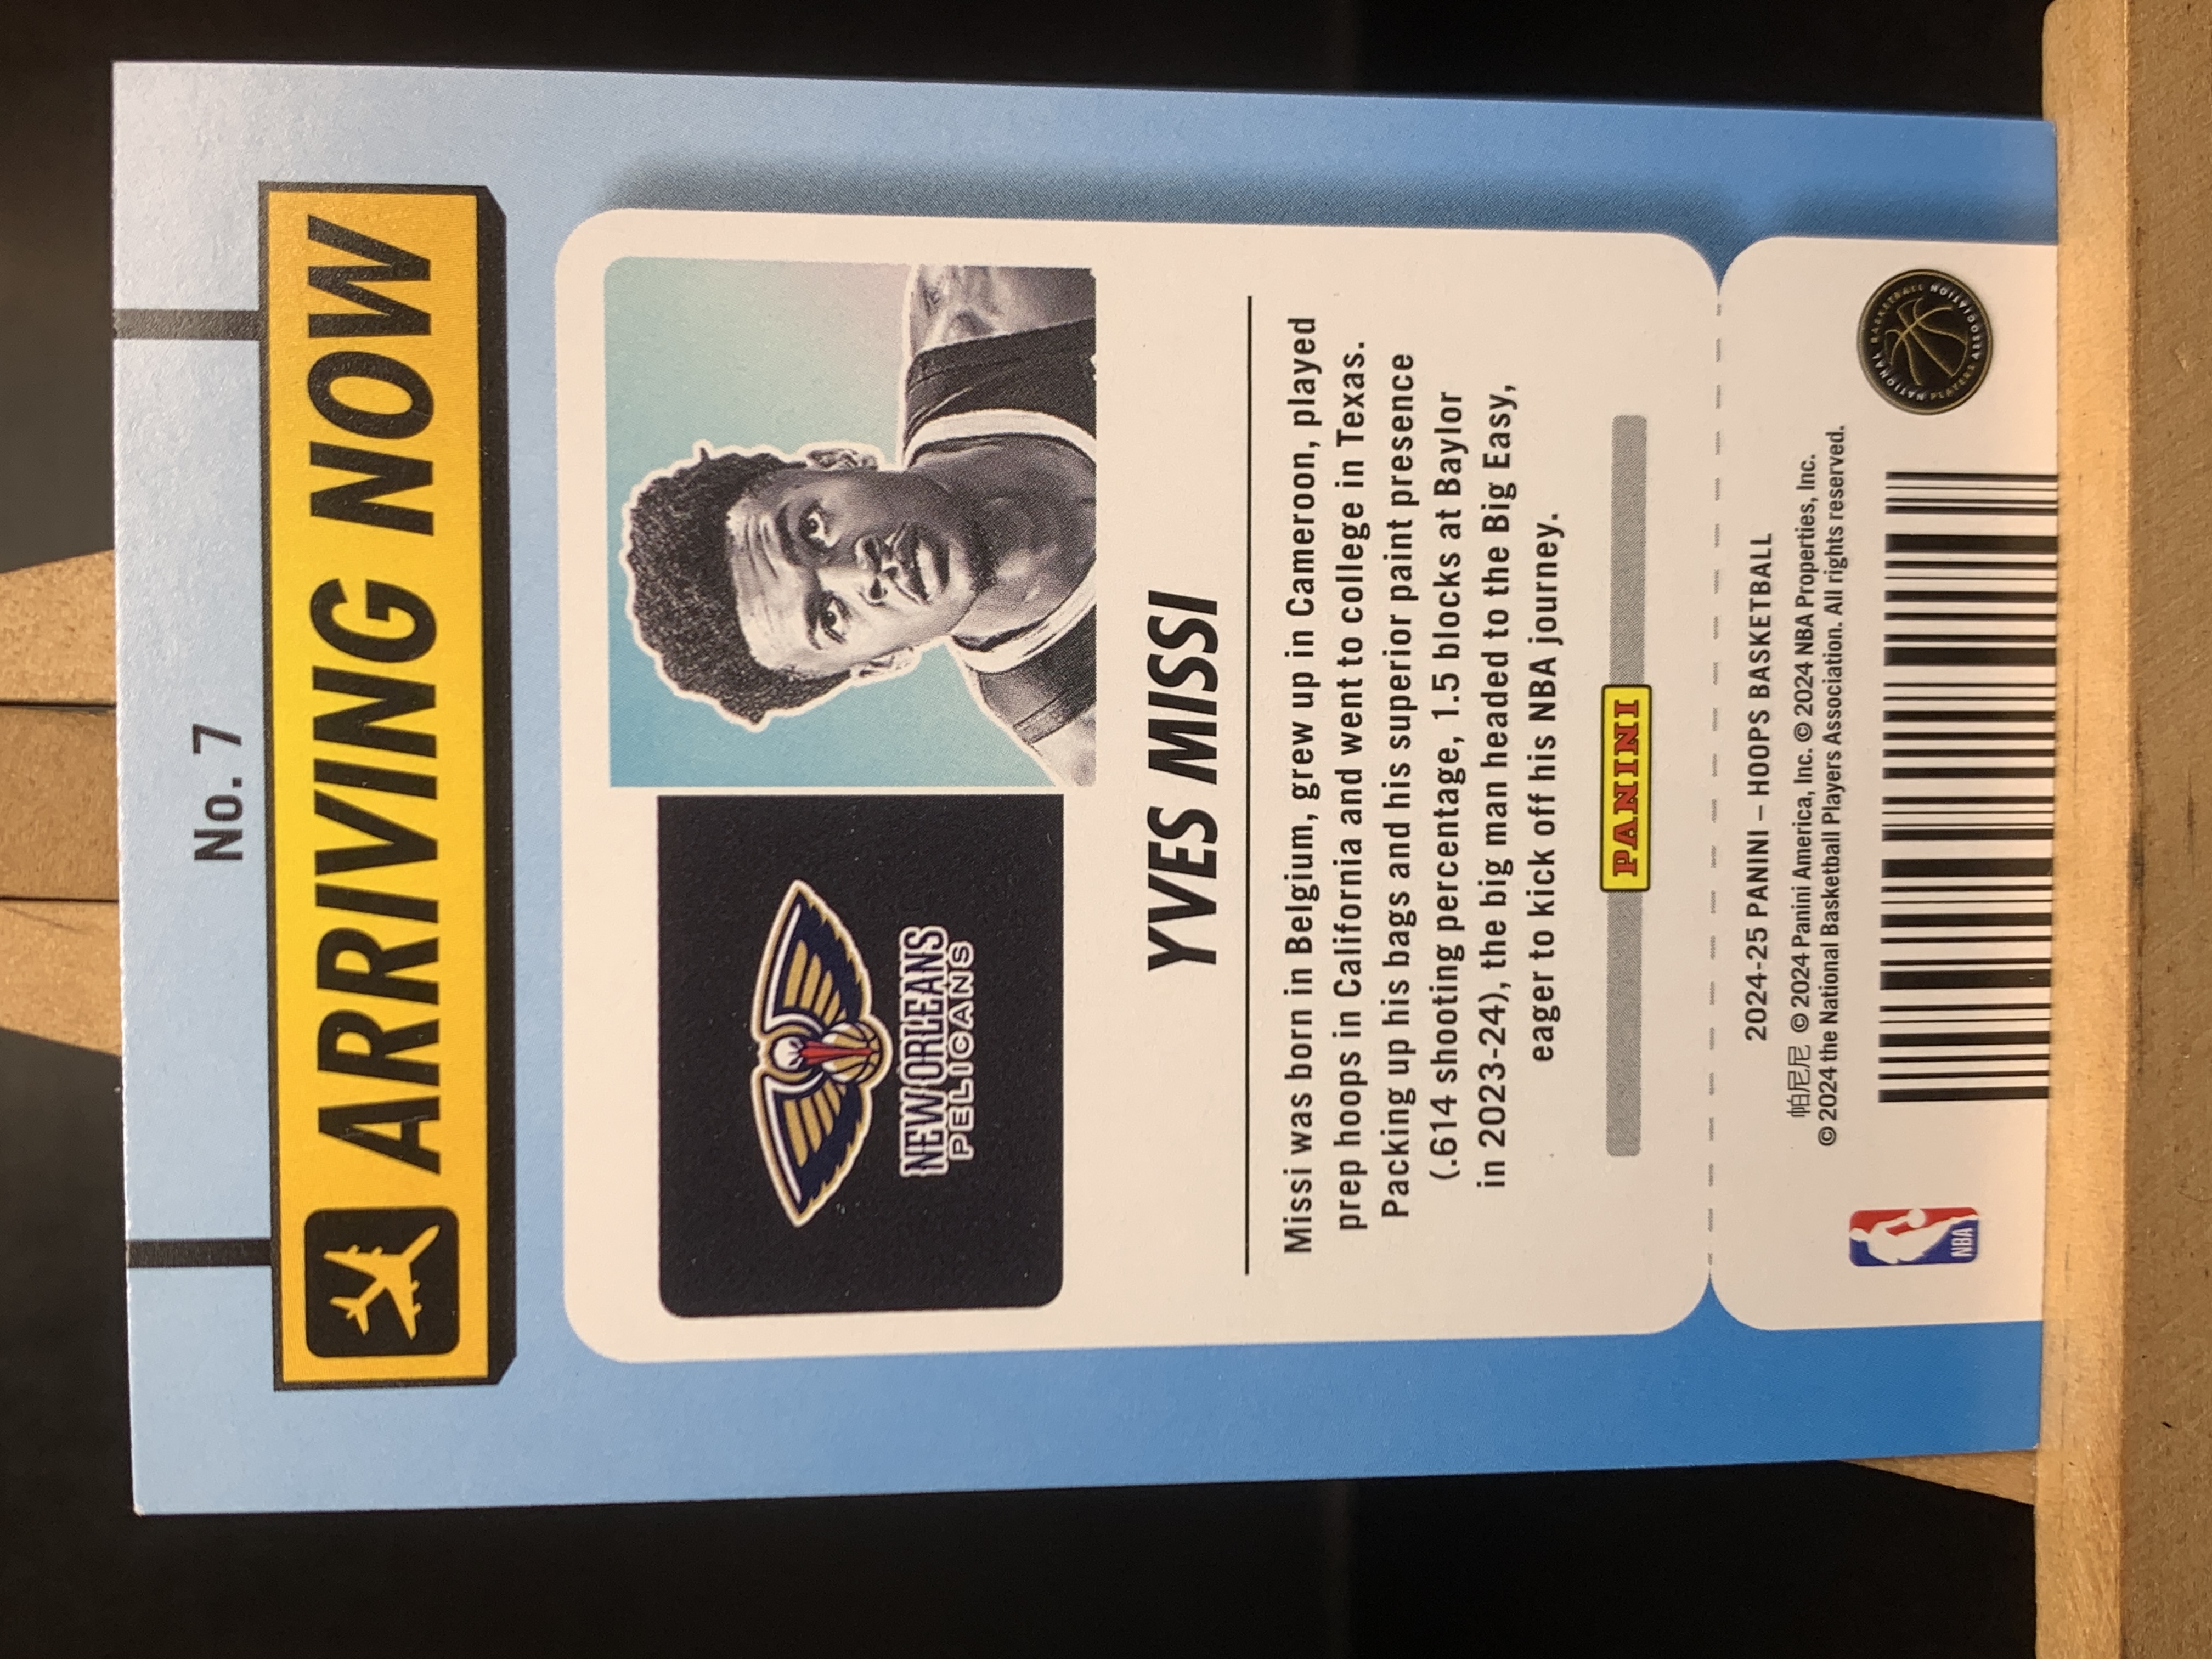 No. 7
ARRIVING NOW
NEW ORLEANS
PELICANS
YVES MISSI
Missi was born in Belgium, grew up in Cameroon, played
prep hoops in California and went to college in Texas.
Packing up his bags and his superior paint presence
(.614 shooting percentage, 1.5 blocks at Baylor
in 2023-24), the big man headed to the Big Easy,
eager to kick off his NBA journey.
PANINI
2024-25 PANINI – HOOPS BASKETBALL
帕尼尼 © 2024 Panini America, Inc. © 2024 NBA Properties, Inc.
© 2024 the National Basketball Players Association. All rights reserved.
NBA
NATIONAL BASKETBALL PLAYERS ASSOCIATION